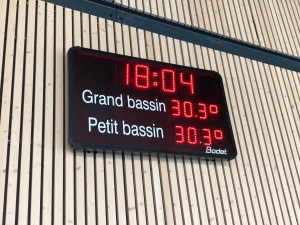 18:04
Grand bassin 30.3°
Petit bassin 30.3°
Bodet